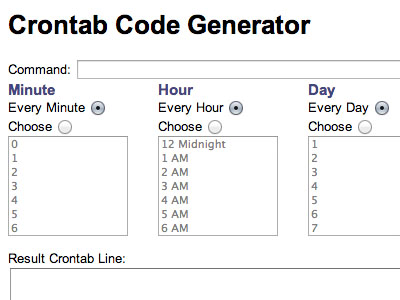 Crontab Code Generator
Command:
Minute Hour Day
Every Minute Every Hour Every Day
Choose Choose Choose
0 12 Midnight 1
1 1 AM 2
2 2 AM 3
3 3 AM 4
4 4 AM 5
5 5 AM 6
6 6 AM 7
Result Crontab Line: